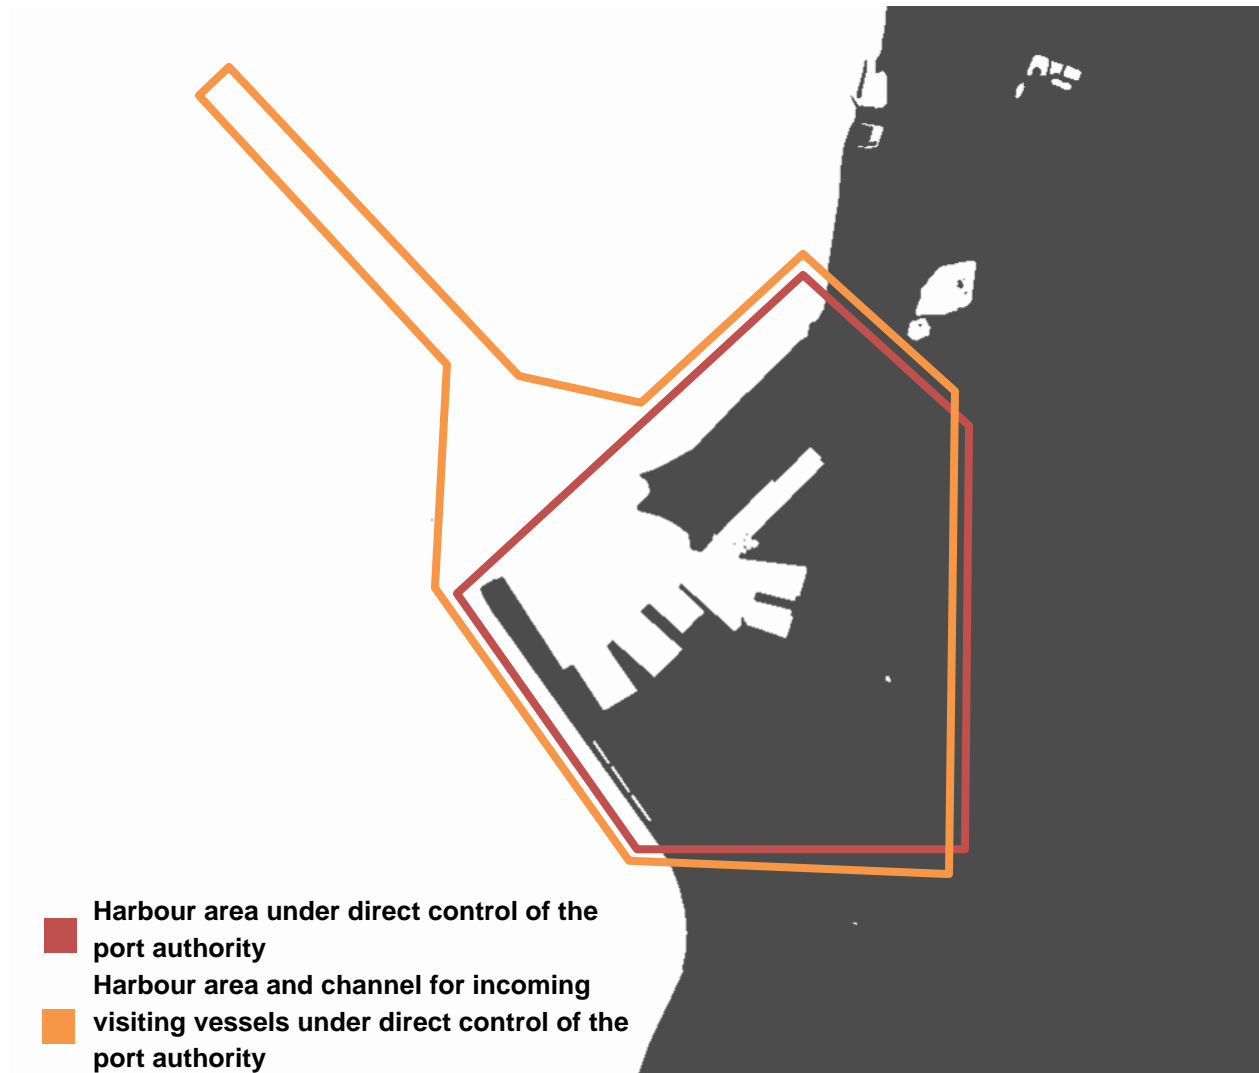 Harbour area under direct control of the
port authority
Harbour area and channel for incoming
visiting vessels under direct control of the
port authority